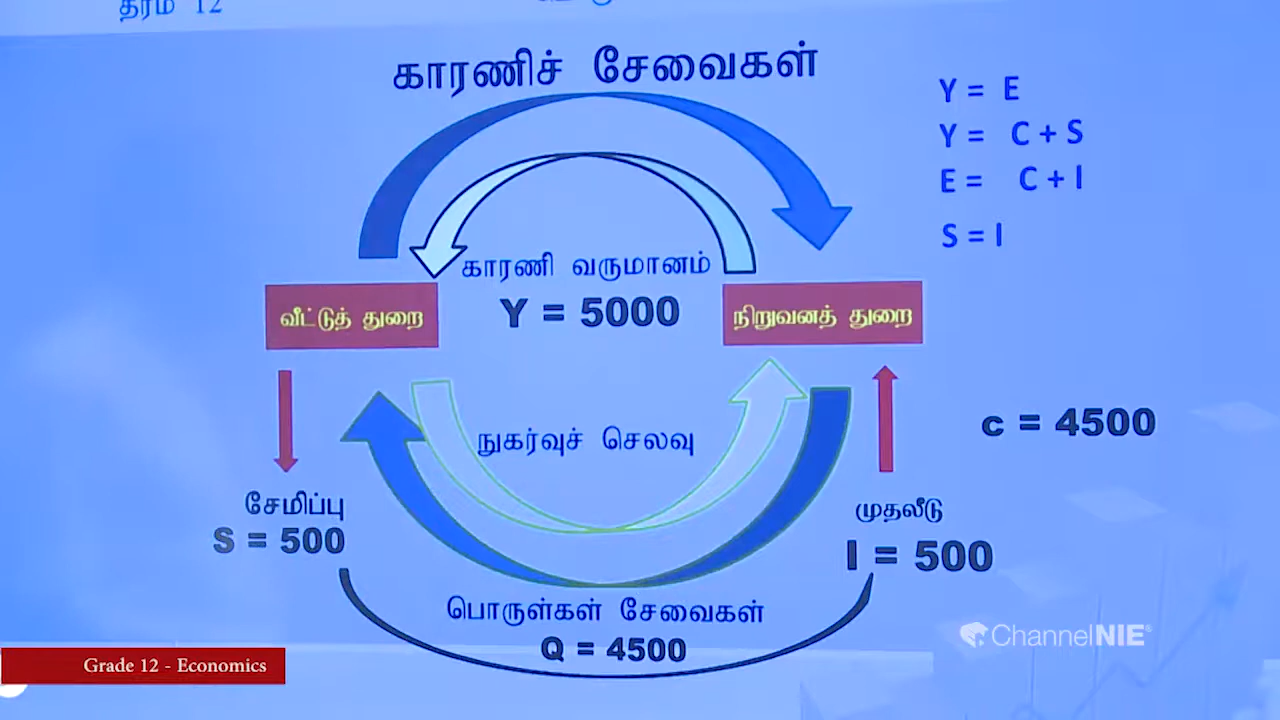 தரம் 12
காரணிச் சேவைகள்
Y = E
Y = C + S
E = C + I
S = I
காரணி வருமானம்
Y = 5000
வீட்டுத் துறை
நிறுவனத் துறை
நுகர்வுச் செலவு
c = 4500
சேமிப்பு
S = 500
முதலீடு
I = 500
பொருள்கள் சேவைகள்
Q = 4500
ChannelNIE®
Grade 12 - Economics